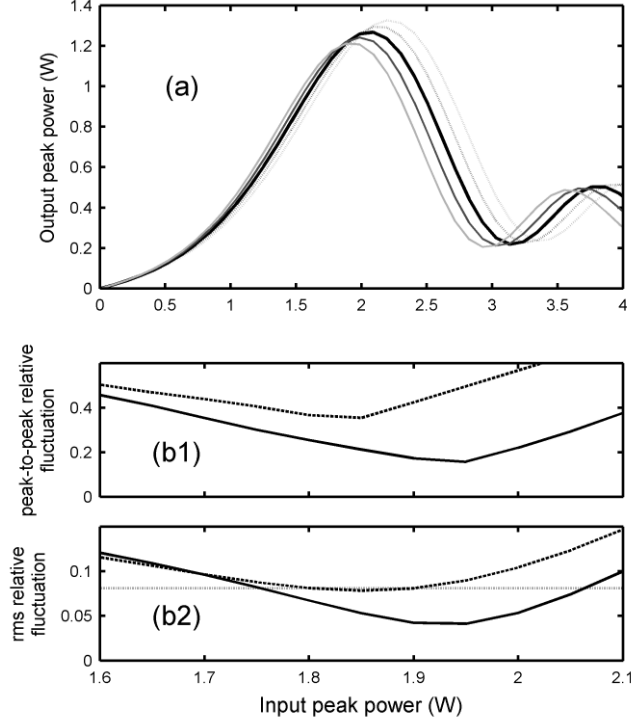 1.4
1.2
1
0.8
0.6
0.4
0.2
0
Output peak power (W)
(a)
0 0.5 1 1.5 2 2.5 3 3.5 4
0.4
0.2
0
peak-to-peak relative
fluctuation
(b1)
0.1
0.05
0
rms relative
fluctuation
(b2)
1.6 1.7 1.8 1.9 2 2.1
Input peak power (W)